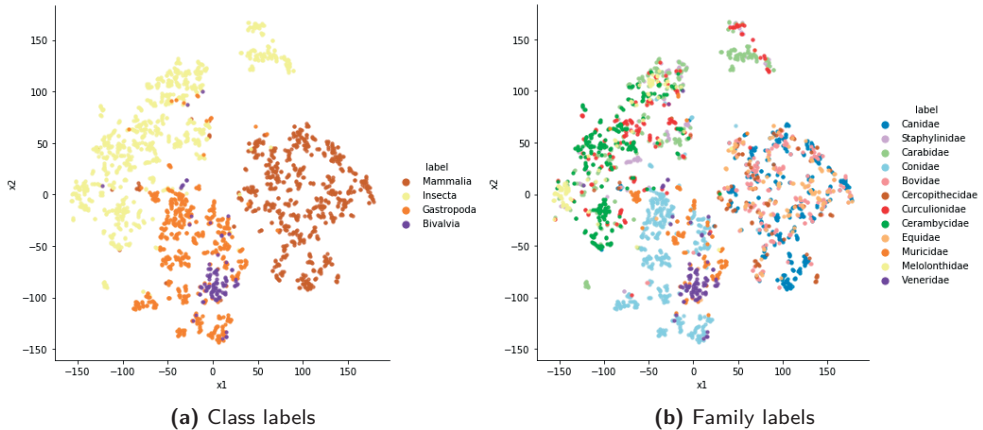 150
100
50
0
−50
−100
−150
x2
−150 −100 −50 0 50 100 150
x1
label
Mammalia
Insecta
Gastropoda
Bivalvia
(a) Class labels
150
100
50
0
−50
−100
−150
x2
−150 −100 −50 0 50 100 150
x1
label
Canidae
Staphylinidae
Carabidae
Conidae
Bovidae
Cercopithecidae
Curculionidae
Cerambycidae
Equidae
Muricidae
Melolonthidae
Veneridae
(b) Family labels